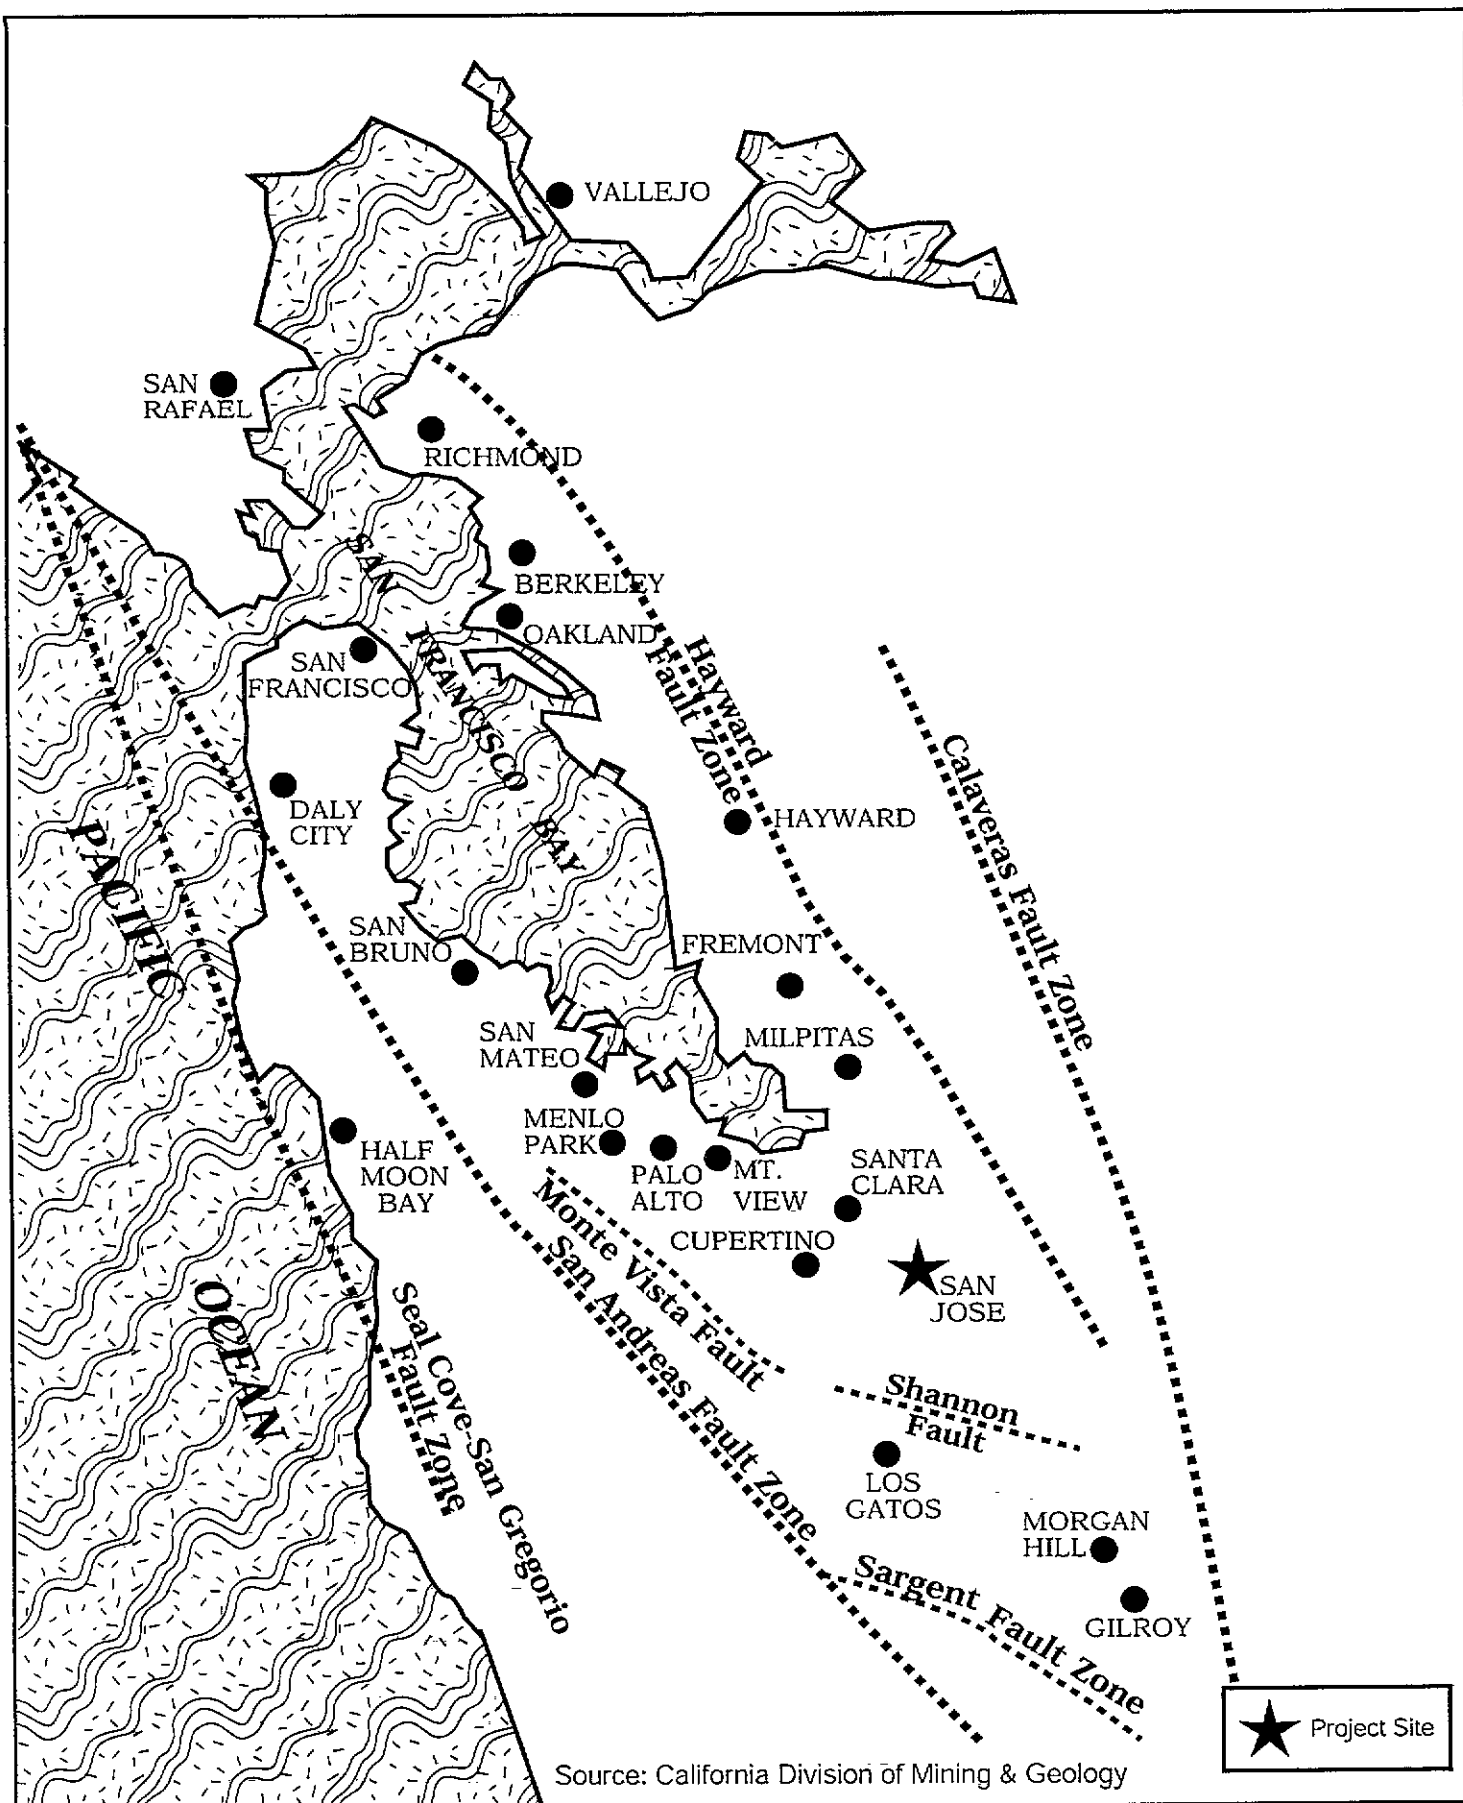 VALLEJO
SAN
RAFAEL
RICHMOND
SAN
FRANCISCO
BAY
BERKELEY
OAKLAND
SAN
FRANCISCO
Hayward
Fault Zone
HAYWARD
Calaveras Fault Zone
DALY
CITY
PACIFIC
OCEAN
SAN
BRUNO
FREMONT
SAN
MATEO
MILPITAS
MENLO
PARK
HALF
MOON
BAY
PALO
ALTO
MT.
VIEW
SANTA
CLARA
CUPERTINO
Monte Vista Fault
San Andreas Fault Zone
SAN
JOSE
Seal Cove-San Gregorio
Fault Zone
Shannon
Fault
LOS
GATOS
MORGAN
HILL
Sargent Fault Zone
GILROY
Project Site
Source: California Division of Mining & Geology